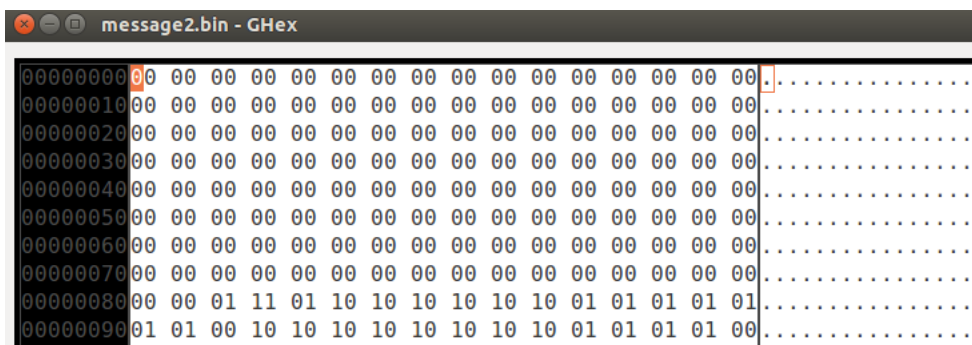 message2.bin - GHex
00000000 00 00 00 00 00 00 00 00 00 00 00 00 00 00 00 00 ................
00000010 00 00 00 00 00 00 00 00 00 00 00 00 00 00 00 00 ................
00000020 00 00 00 00 00 00 00 00 00 00 00 00 00 00 00 00 ................
00000030 00 00 00 00 00 00 00 00 00 00 00 00 00 00 00 00 ................
00000040 00 00 00 00 00 00 00 00 00 00 00 00 00 00 00 00 ................
00000050 00 00 00 00 00 00 00 00 00 00 00 00 00 00 00 00 ................
00000060 00 00 00 00 00 00 00 00 00 00 00 00 00 00 00 00 ................
00000070 00 00 00 00 00 00 00 00 00 00 00 00 00 00 00 00 ................
00000080 00 00 01 11 01 10 10 10 10 10 10 01 01 01 01 01 ................
00000090 01 01 00 10 10 10 10 10 10 10 10 01 01 01 01 00 ................